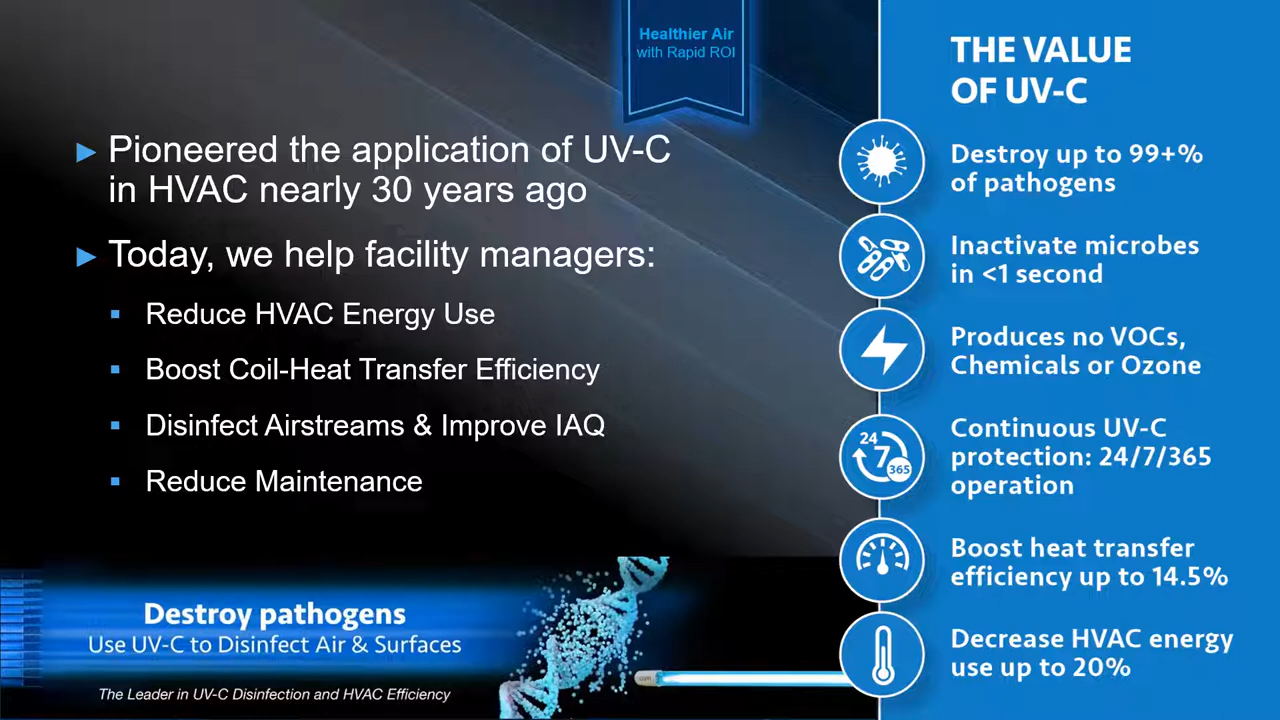 Healthier Air
with Rapid ROI
► Pioneered the application of UV-C
in HVAC nearly 30 years ago
► Today, we help facility managers:
▪ Reduce HVAC Energy Use
▪ Boost Coil-Heat Transfer Efficiency
▪ Disinfect Airstreams & Improve IAQ
▪ Reduce Maintenance
Destroy pathogens
Use UV-C to Disinfect Air & Surfaces
The Leader in UV-C Disinfection and HVAC Efficiency
THE VALUE
OF UV-C
Destroy up to 99+%
of pathogens
Inactivate microbes
in <1 second
Produces no VOCs,
Chemicals or Ozone
24
7
365
Continuous UV-C
protection: 24/7/365
operation
Boost heat transfer
efficiency up to 14.5%
Decrease HVAC energy
use up to 20%